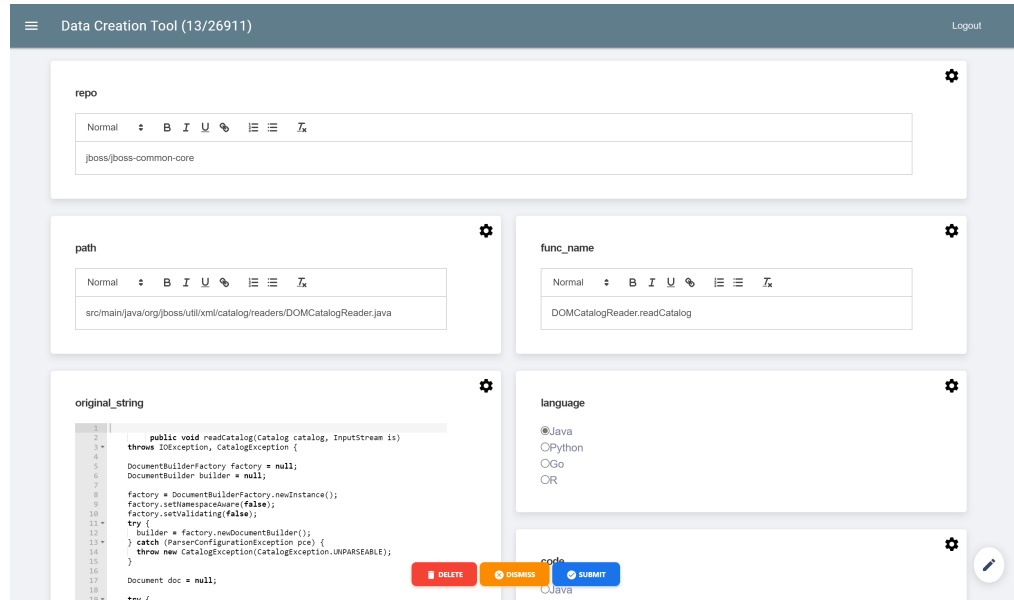 Data Creation Tool (13/26911)
Logout
repo
Normal B I U Tx
jboss/jboss-common-core
path
Normal B I U Tx
src/main/java/org/jboss/util/xml/catalog/readers/DOMCatalogReader.java
func_name
Normal B I U Tx
DOMCatalogReader.readCatalog
original_string
1
2 public void readCatalog(Catalog catalog, InputStream is)
3 throws IOException, CatalogException {
4
5 DocumentBuilderFactory factory = null;
6 DocumentBuilder builder = null;
7
8 factory = DocumentBuilderFactory.newInstance();
9 factory.setNamespaceAware(false);
10 factory.setValidating(false);
11 try {
12 builder = factory.newDocumentBuilder();
13 } catch (ParserConfigurationException pce) {
14 throw new CatalogException(CatalogException.UNPARSEABLE);
15 }
16
17 Document doc = null;
18
19 try {
language
Java
Python
Go
R
code
Java
DELETE
DISMISS
SUBMIT